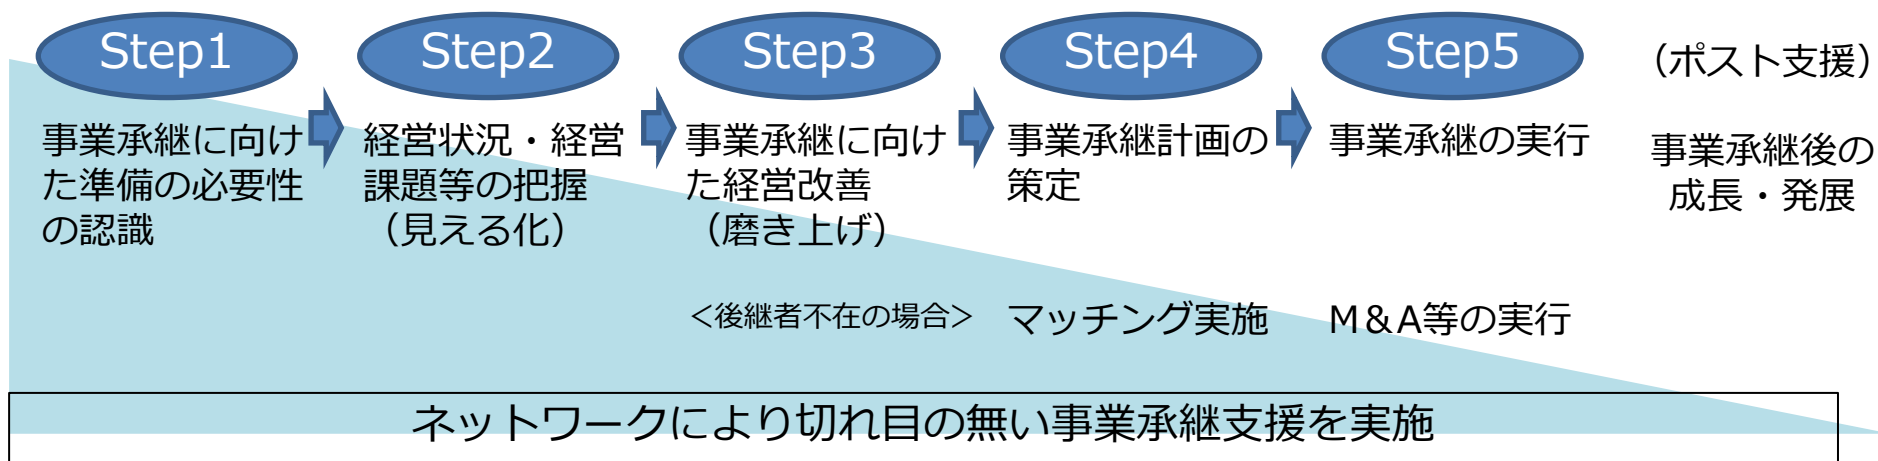 Step1
Step2
Step3
Step4
Step5
（ポスト支援）
事業承継に向け
た準備の必要性
の認識
経営状況・経営
課題等の把握
（見える化）
事業承継に向け
た経営改善
（磨き上げ）
事業承継計画の
策定
事業承継の実行
事業承継後の
成長・発展
＜後継者不在の場合＞
マッチング実施
Ｍ＆A等の実行
ネットワークにより切れ目の無い事業承継支援を実施